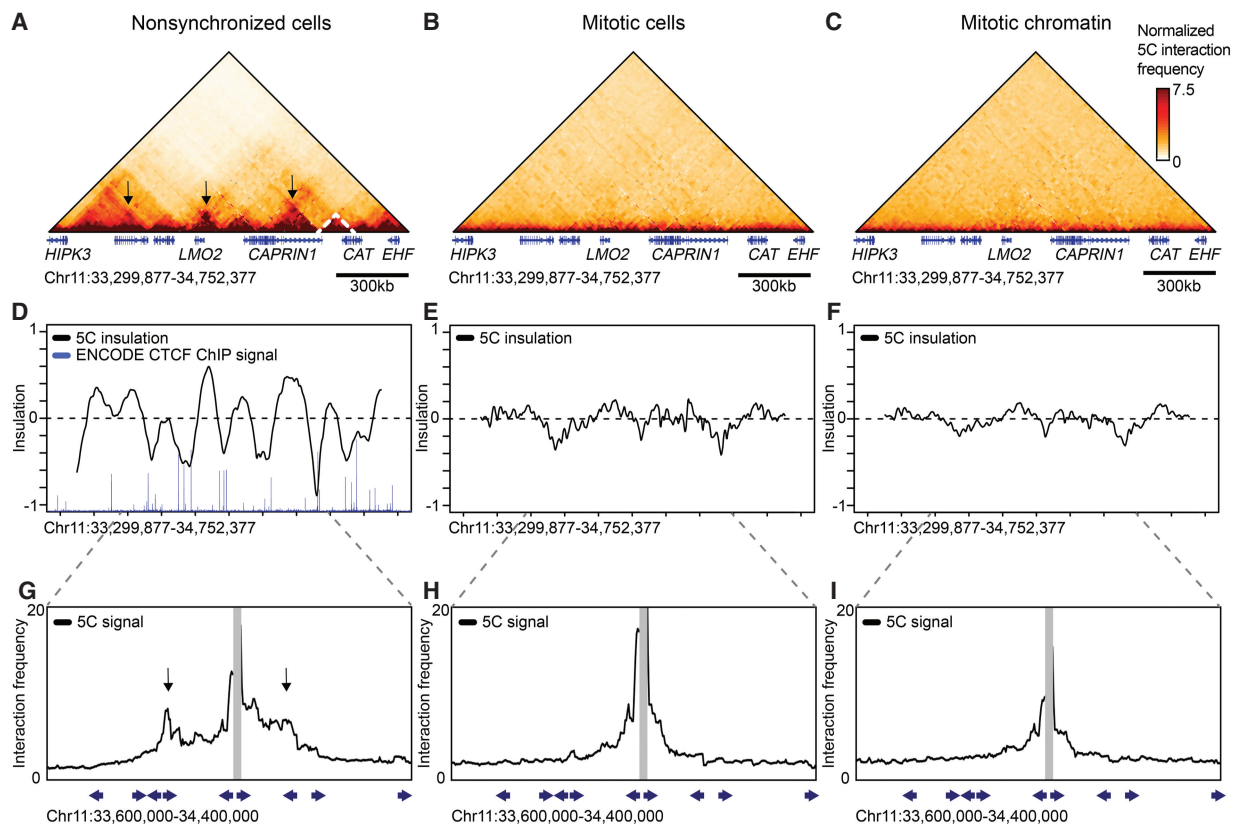 A
Nonsynchronized cells
B
Mitotic cells
C
Mitotic chromatin
Normalized
5C interaction
frequency
7.5
0
HIPK3 LMO2 CAPRIN1 CAT EHF
Chr11:33,299,877-34,752,377
300kb
HIPK3 LMO2 CAPRIN1 CAT EHF
Chr11:33,299,877-34,752,377
300kb
HIPK3 LMO2 CAPRIN1 CAT EHF
Chr11:33,299,877-34,752,377
300kb
D
1
0
-1
Insulation
5C insulation
ENCODE CTCF ChIP signal
Chr11:33,299,877-34,752,377
E
1
0
-1
Insulation
5C insulation
Chr11:33,299,877-34,752,377
F
1
0
-1
Insulation
5C insulation
Chr11:33,299,877-34,752,377
G
20
0
Interaction frequency
5C signal
Chr11:33,600,000-34,400,000
H
20
0
Interaction frequency
5C signal
Chr11:33,600,000-34,400,000
I
20
0
Interaction frequency
5C signal
Chr11:33,600,000-34,400,000